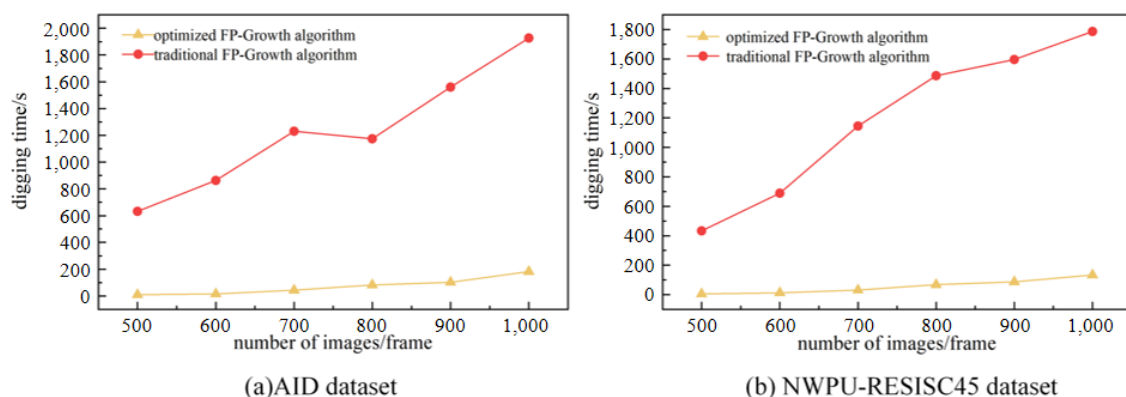 2,000
1,800
1,600
1,400
1,200
1,000
800
600
400
200
0
digging time/s
optimized FP-Growth algorithm
traditional FP-Growth algorithm
500 600 700 800 900 1,000
number of images/frame
(a)AID dataset
1,800
1,600
1,400
1,200
1,000
800
600
400
200
0
digging time/s
optimized FP-Growth algorithm
traditional FP-Growth algorithm
500 600 700 800 900 1,000
number of images/frame
(b) NWPU-RESISC45 dataset